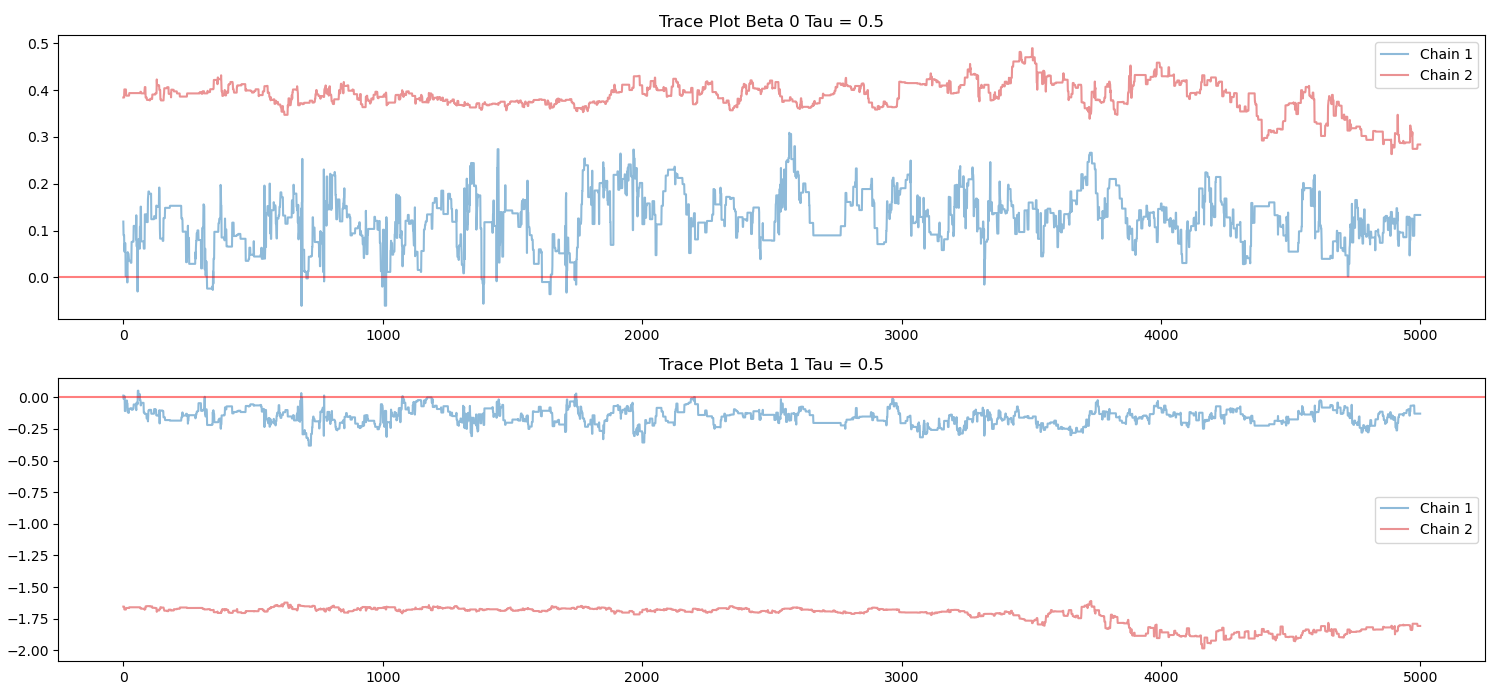 Trace Plot Beta 0 Tau = 0.5
0.5
0.4
0.3
0.2
0.1
0.0
Chain 1
Chain 2
0 1000 2000 3000 4000 5000
Trace Plot Beta 1 Tau = 0.5
0.00
−0.25
−0.50
−0.75
−1.00
−1.25
−1.50
−1.75
−2.00
Chain 1
Chain 2
0 1000 2000 3000 4000 5000